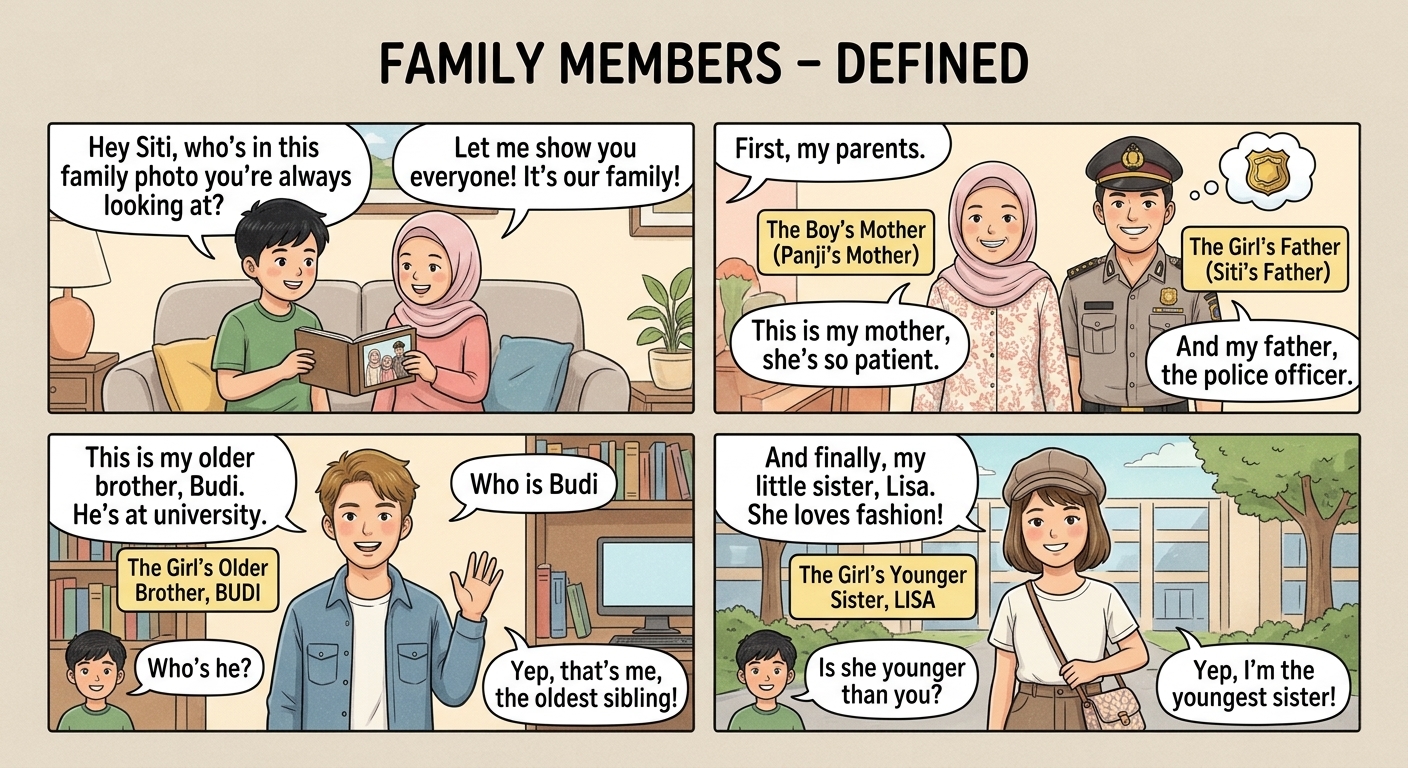 FAMILY MEMBERS – DEFINED
Hey Siti, who's in this
family photo you're always
looking at?
Let me show you
everyone! It's our family!
First, my parents.
The Boy's Mother
(Panji's Mother)
The Girl's Father
(Siti's Father)
This is my mother,
she's so patient.
And my father,
the police officer.
This is my older
brother, Budi.
He's at university.
Who is Budi
The Girl's Older
Brother, BUDI
Who's he?
Yep, that's me,
the oldest sibling!
And finally, my
little sister, Lisa.
She loves fashion!
The Girl's Younger
Sister, LISA
Is she younger
than you?
Yep, I'm the
youngest sister!